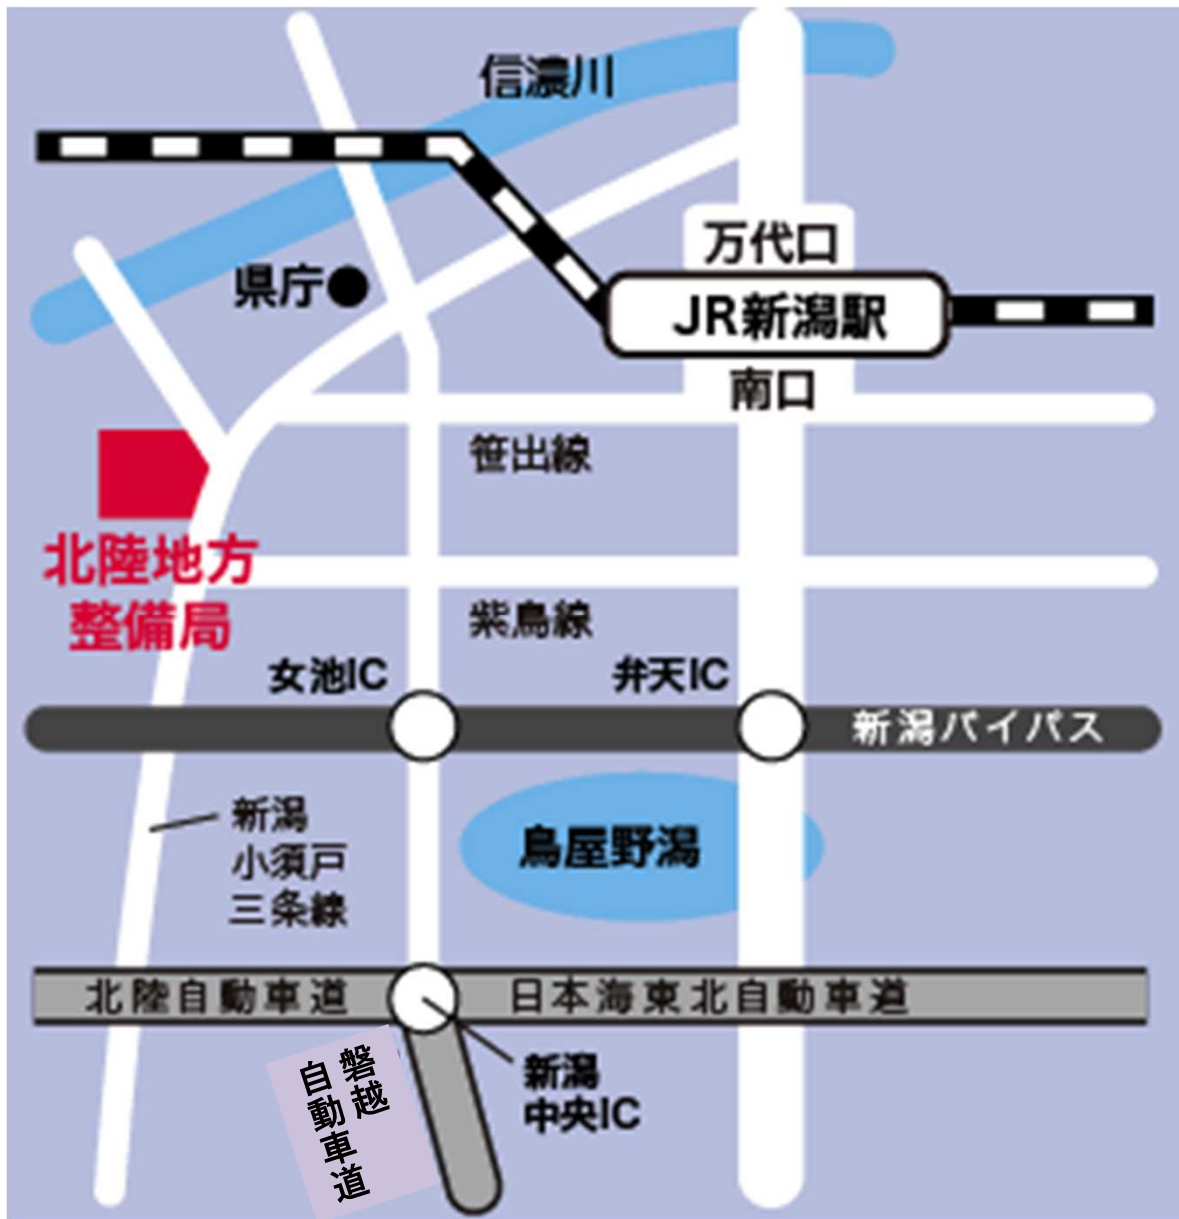 信濃川
県庁
万代口
JR新潟駅
南口
笹出線
北陸地方
整備局
紫鳥線
女池IC
弁天IC
新潟バイパス
新潟
小須戸
三条線
鳥屋野潟
北陸自動車道
日本海東北自動車道
磐越
自動車道
新潟
中央IC